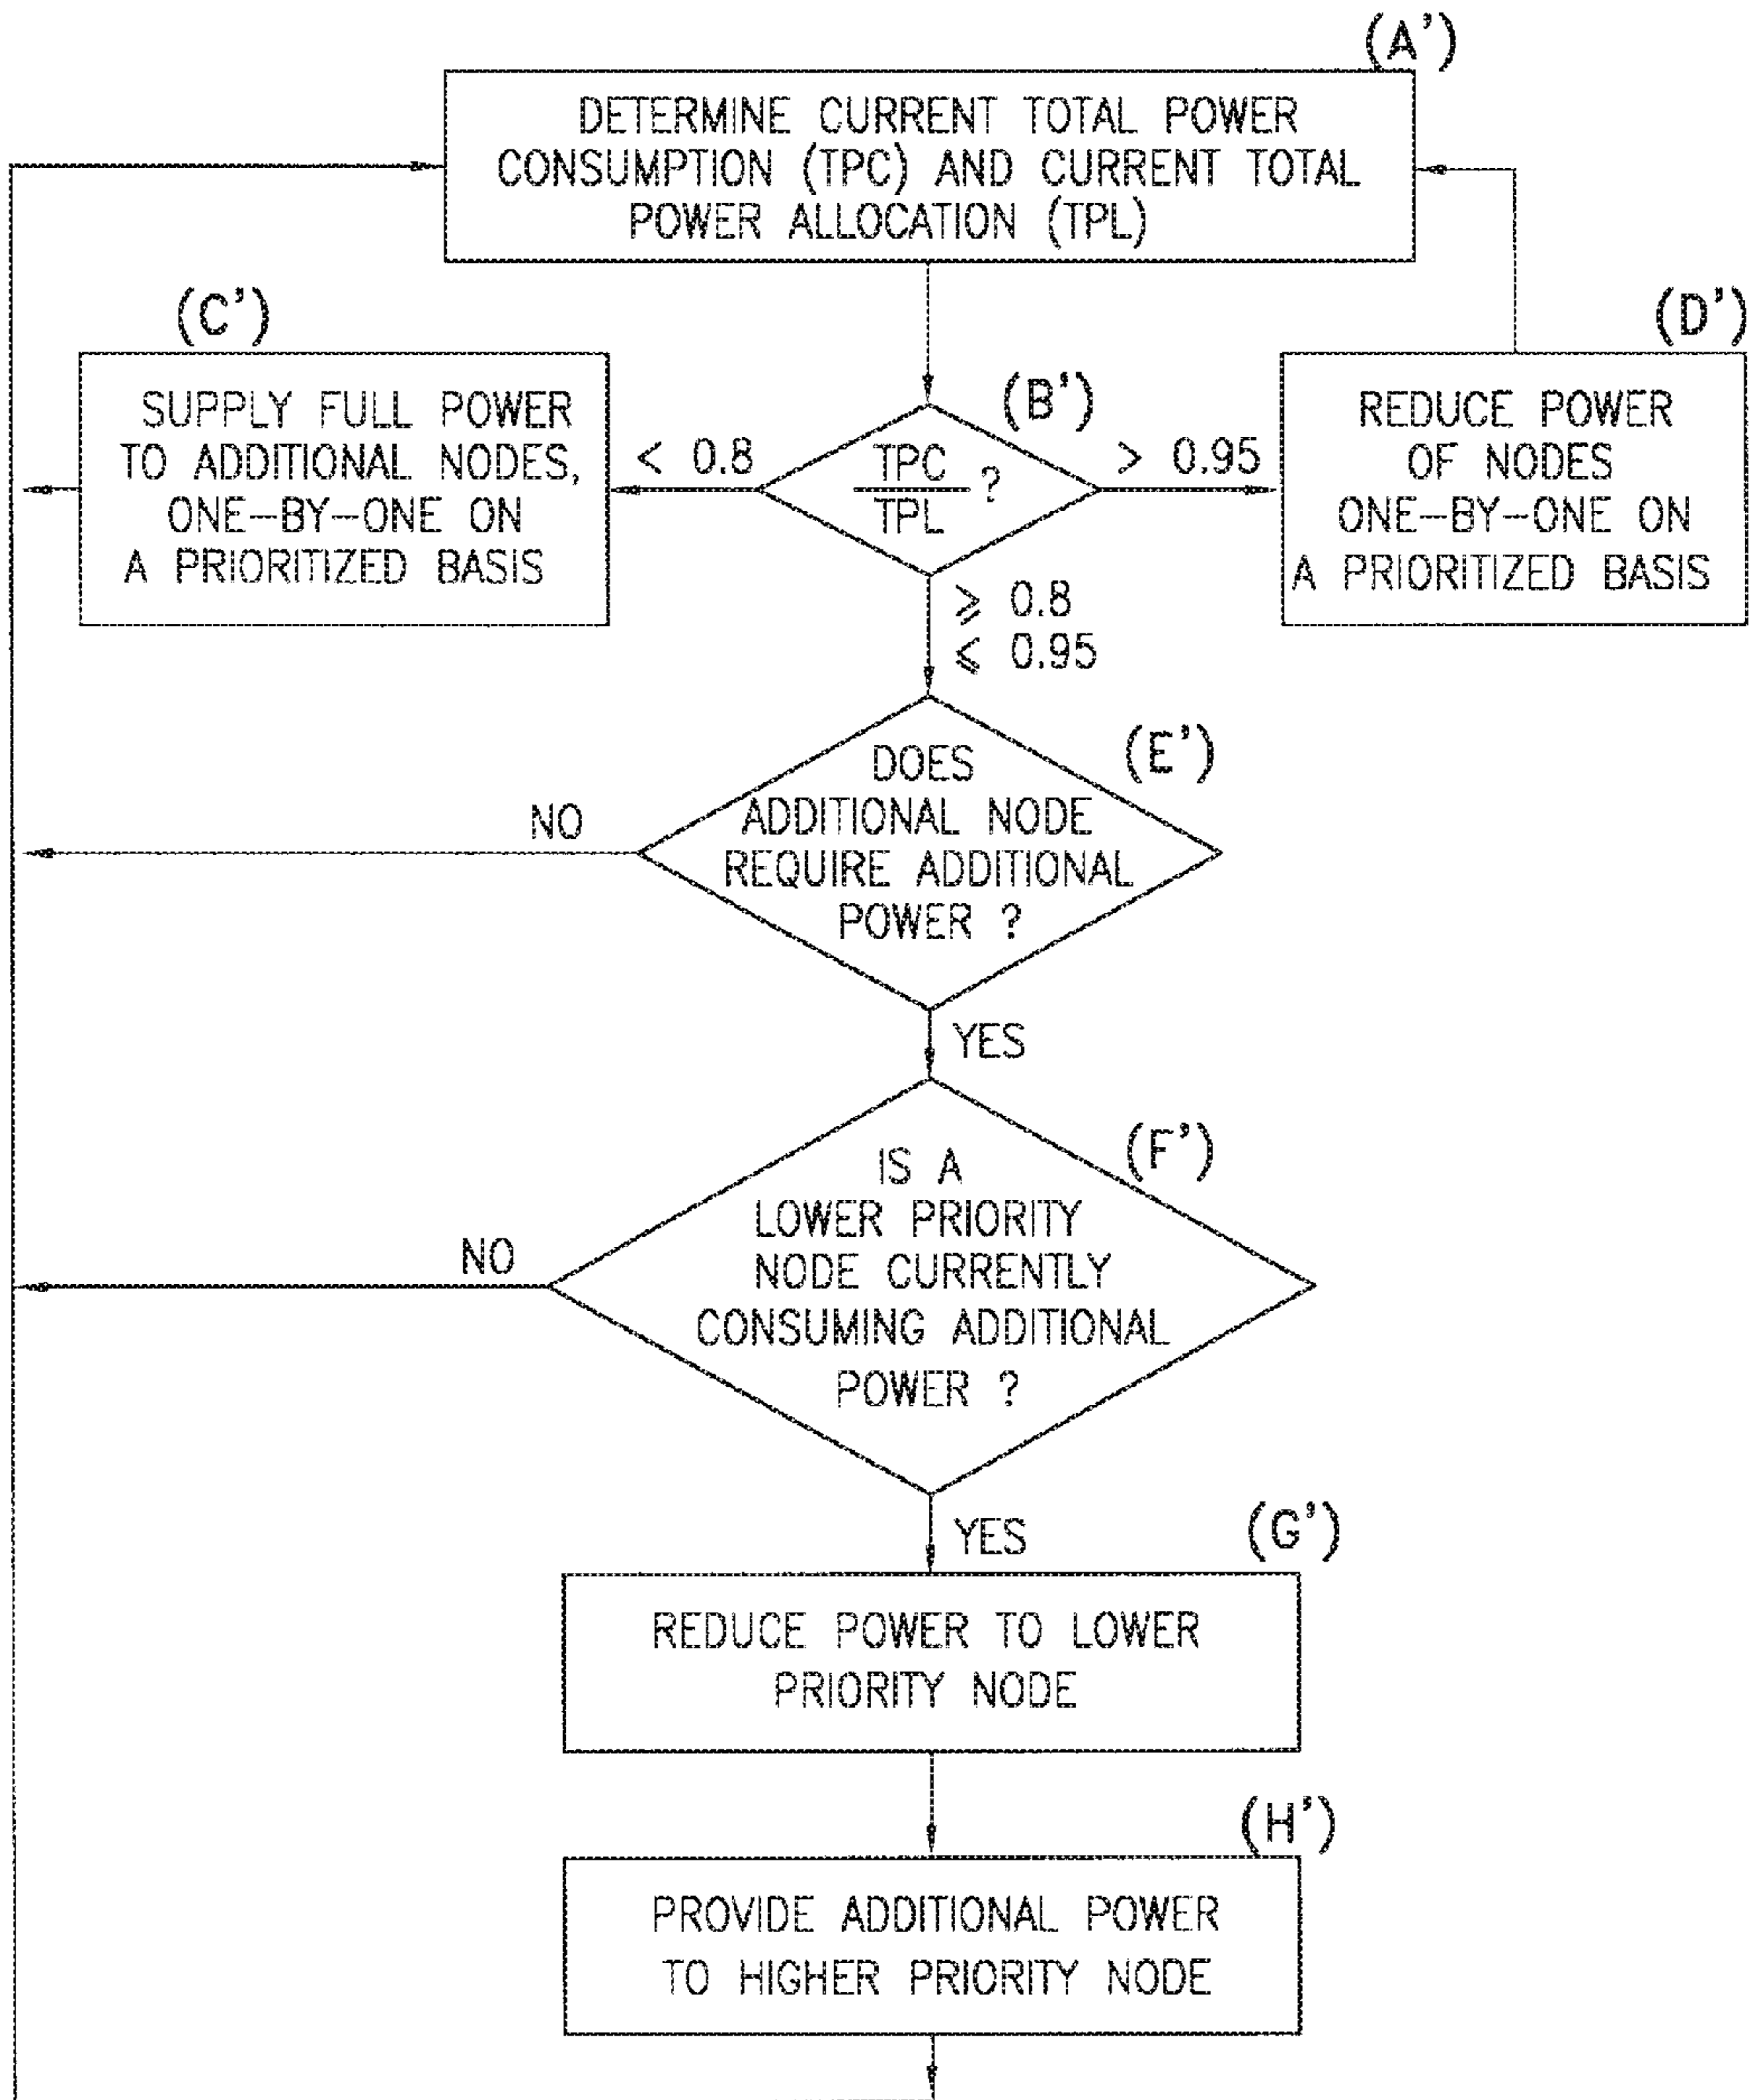 (A')
DETERMINE CURRENT TOTAL POWER
CONSUMPTION (TPC) AND CURRENT TOTAL
POWER ALLOCATION (TPL)
(C')
SUPPLY FULL POWER
TO ADDITIONAL NODES,
ONE-BY-ONE ON
A PRIORITIZED BASIS
< 0.8
(B')
TPC
TPL
?
> 0.95
(D')
REDUCE POWER
OF NODES
ONE-BY-ONE ON
A PRIORITIZED BASIS
⩾ 0.8
⩽ 0.95
(E')
DOES
ADDITIONAL NODE
REQUIRE ADDITIONAL
POWER ?
NO
YES
(F')
IS A
LOWER PRIORITY
NODE CURRENTLY
CONSUMING ADDITIONAL
POWER ?
NO
YES
(G')
REDUCE POWER TO LOWER
PRIORITY NODE
(H')
PROVIDE ADDITIONAL POWER
TO HIGHER PRIORITY NODE